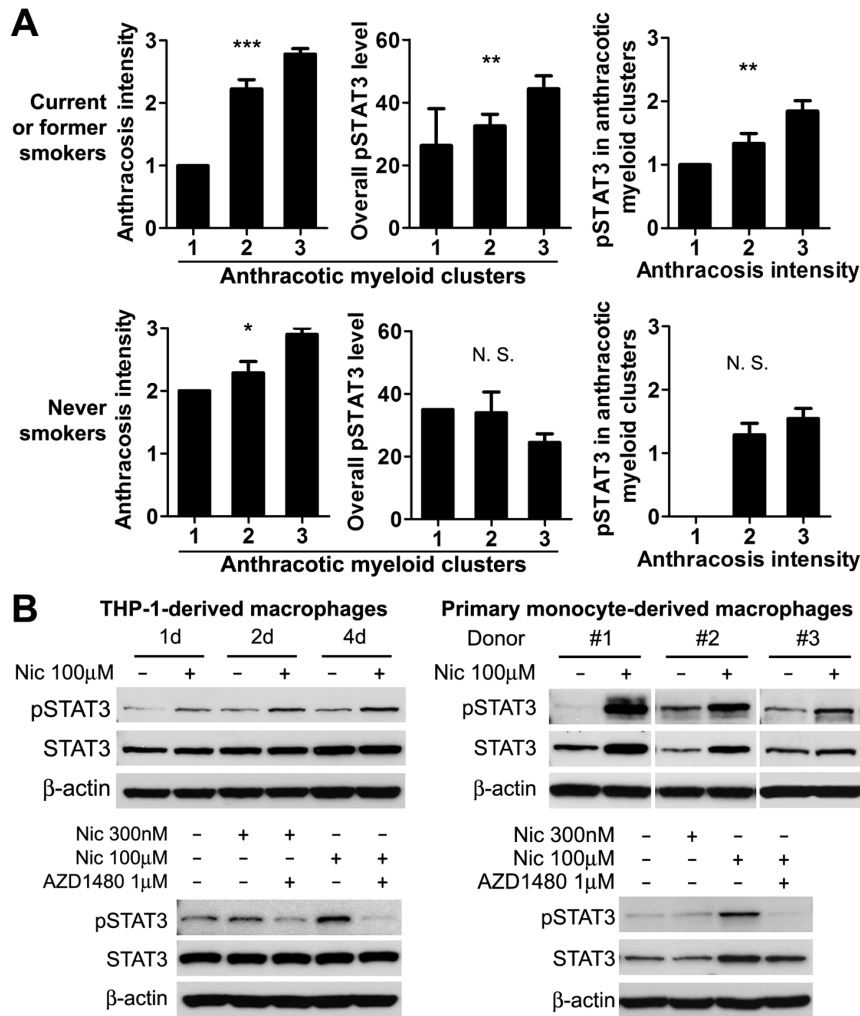 A
Current
or former
smokers
Anthracosis intensity
3
2
1
0
***
1 2 3
Overall pSTAT3 level
60
40
20
0
**
1 2 3
Anthracotic myeloid clusters
pSTAT3 in anthracotic
myeloid clusters
3
2
1
0
**
1 2 3
Anthracosis intensity
Never
smokers
Anthracosis intensity
3
2
1
0
*
1 2 3
Overall pSTAT3 level
60
40
20
0
N. S.
1 2 3
Anthracotic myeloid clusters
pSTAT3 in anthracotic
myeloid clusters
3
2
1
0
N. S.
1 2 3
Anthracosis intensity
B
THP-1-derived macrophages
1d 2d 4d
Nic 100µM – + – + – +
pSTAT3
STAT3
β-actin
Nic 300nM – + + – –
Nic 100µM – – – + +
AZD1480 1µM – – + – +
pSTAT3
STAT3
β-actin
Primary monocyte-derived macrophages
Donor #1 #2 #3
Nic 100µM – + – + – +
pSTAT3
STAT3
β-actin
Nic 300nM – + – –
Nic 100µM – – + +
AZD1480 1µM – – – +
pSTAT3
STAT3
β-actin